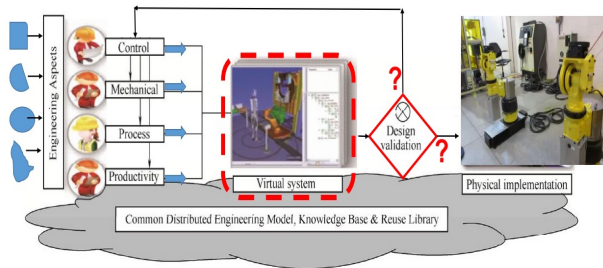 Engineering Aspects
Control
Mechanical
Process
Productivity
Virtual system
?
Design
validation
?
Physical implementation
Common Distributed Engineering Model, Knowledge Base & Reuse Library